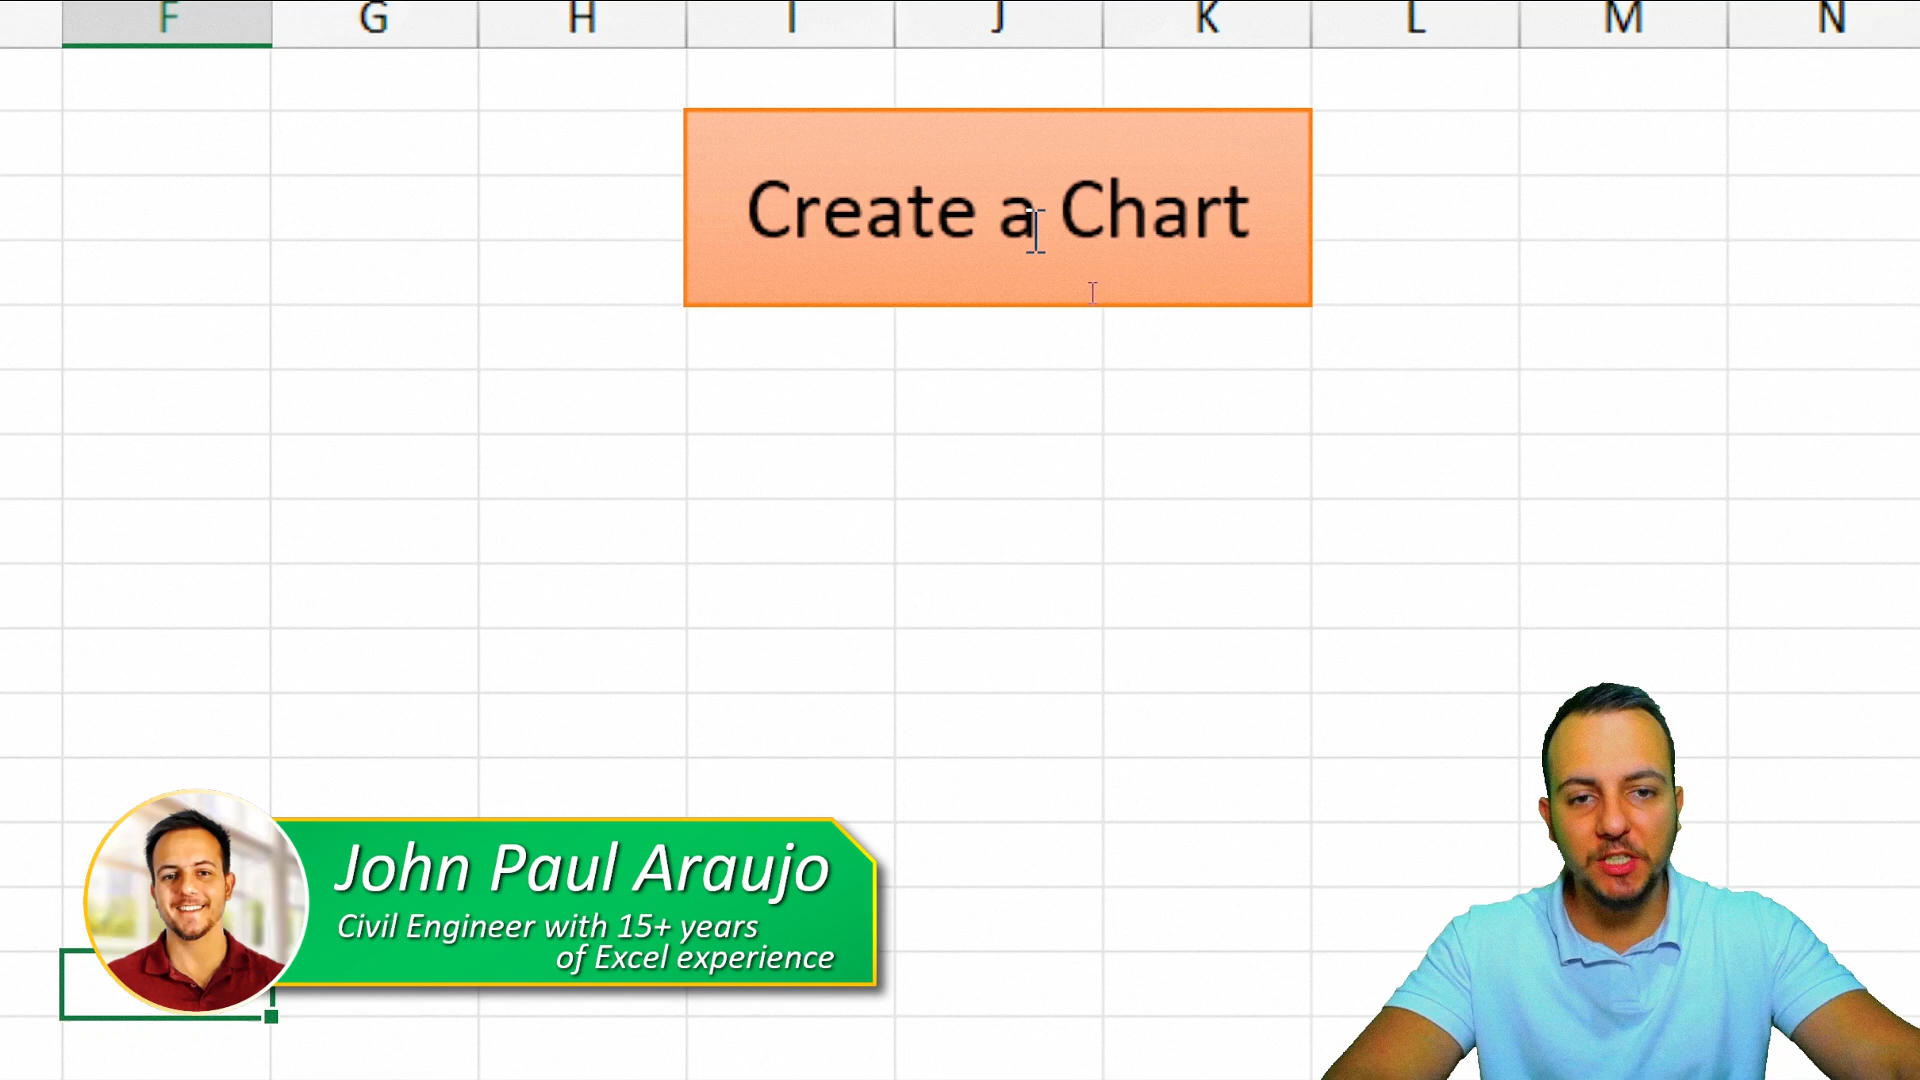 F G H I J K L M N
Create a Chart
John Paul Araujo
Civil Engineer with 15+ years
of Excel experience